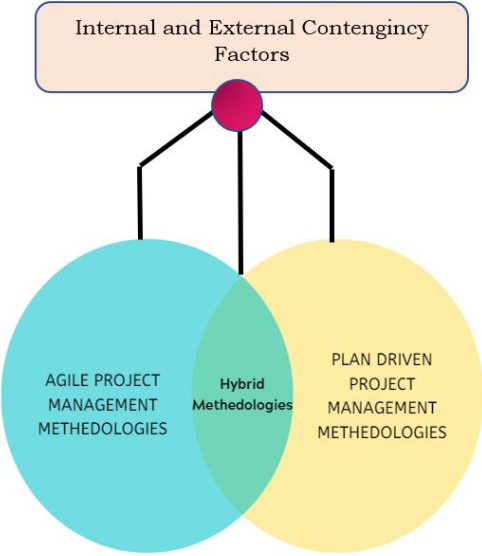 Internal and External Contengincy
Factors
AGILE PROJECT
MANAGEMENT
METHEDOLOGIES
Hybrid
Methedologies
PLAN DRIVEN
PROJECT
MANAGEMENT
METHEDOLOGIES